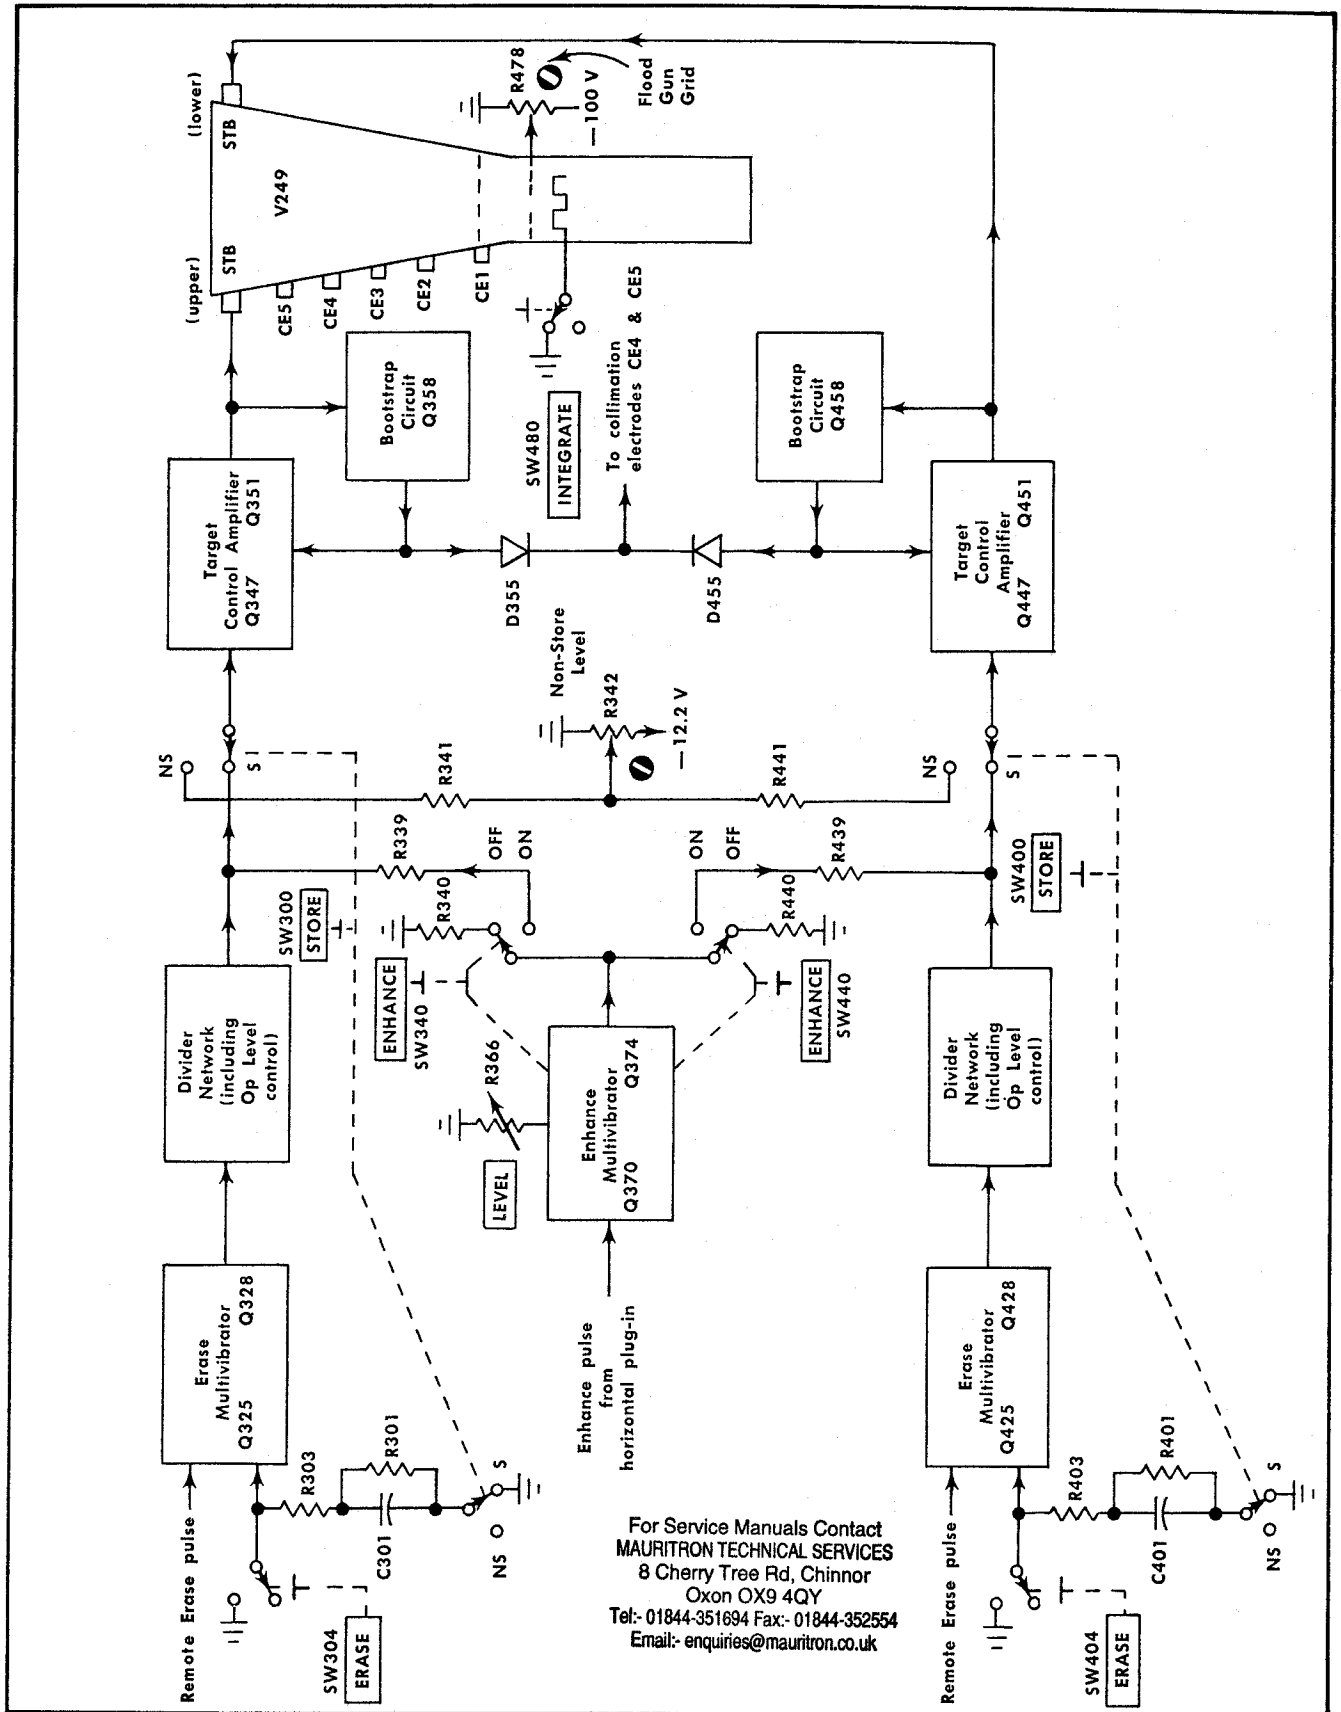 Remote Erase pulse
SW304
ERASE
R303
C301
R301
NS
S
Erase
Multivibrator
Q325 Q328
Divider
Network
(including
Op Level
control)
SW300
STORE
NS
S
Target
Control Amplifier
Q347 Q351
Bootstrap
Circuit
Q358
(upper)
STB
(lower)
STB
V249
CE5
CE4
CE3
CE2
CE1
R478
−100 V
Flood
Gun
Grid
SW480
INTEGRATE
To collimation
electrodes CE4 & CE5
D355
D455
Non-Store
Level
R342
−12.2 V
R341
R441
R339
OFF
ON
R340
ENHANCE
SW340
R366
LEVEL
Enhance
Multivibrator
Q370 Q374
Enhance pulse
from
horizontal plug-in
ON
OFF
R439
R440
ENHANCE
SW440
Remote Erase pulse
SW404
ERASE
R403
C401
R401
NS
S
Erase
Multivibrator
Q425 Q428
Divider
Network
(including
Op Level
control)
SW400
STORE
NS
S
Target
Control
Amplifier
Q447 Q451
Bootstrap
Circuit
Q458
For Service Manuals Contact
MAURITRON TECHNICAL SERVICES
8 Cherry Tree Rd, Chinnor
Oxon OX9 4QY
Tel:- 01844-351694 Fax:- 01844-352554
Email:- enquiries@mauritron.co.uk